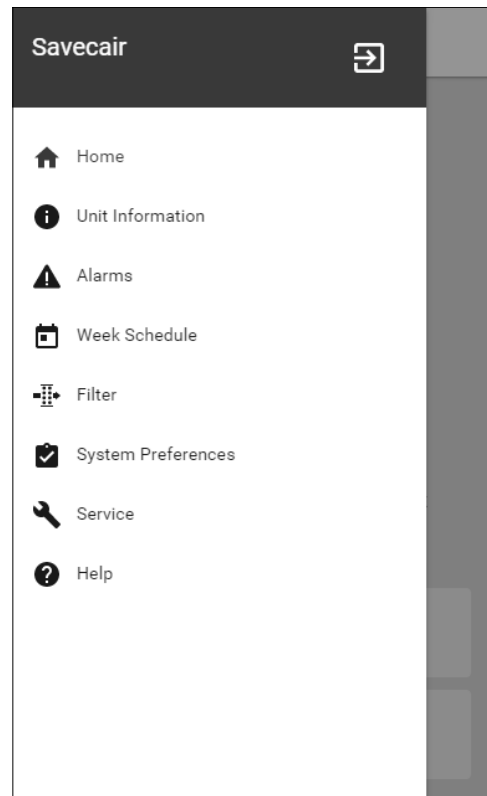 Savecair
Home
Unit Information
Alarms
Week Schedule
Filter
System Preferences
Service
Help